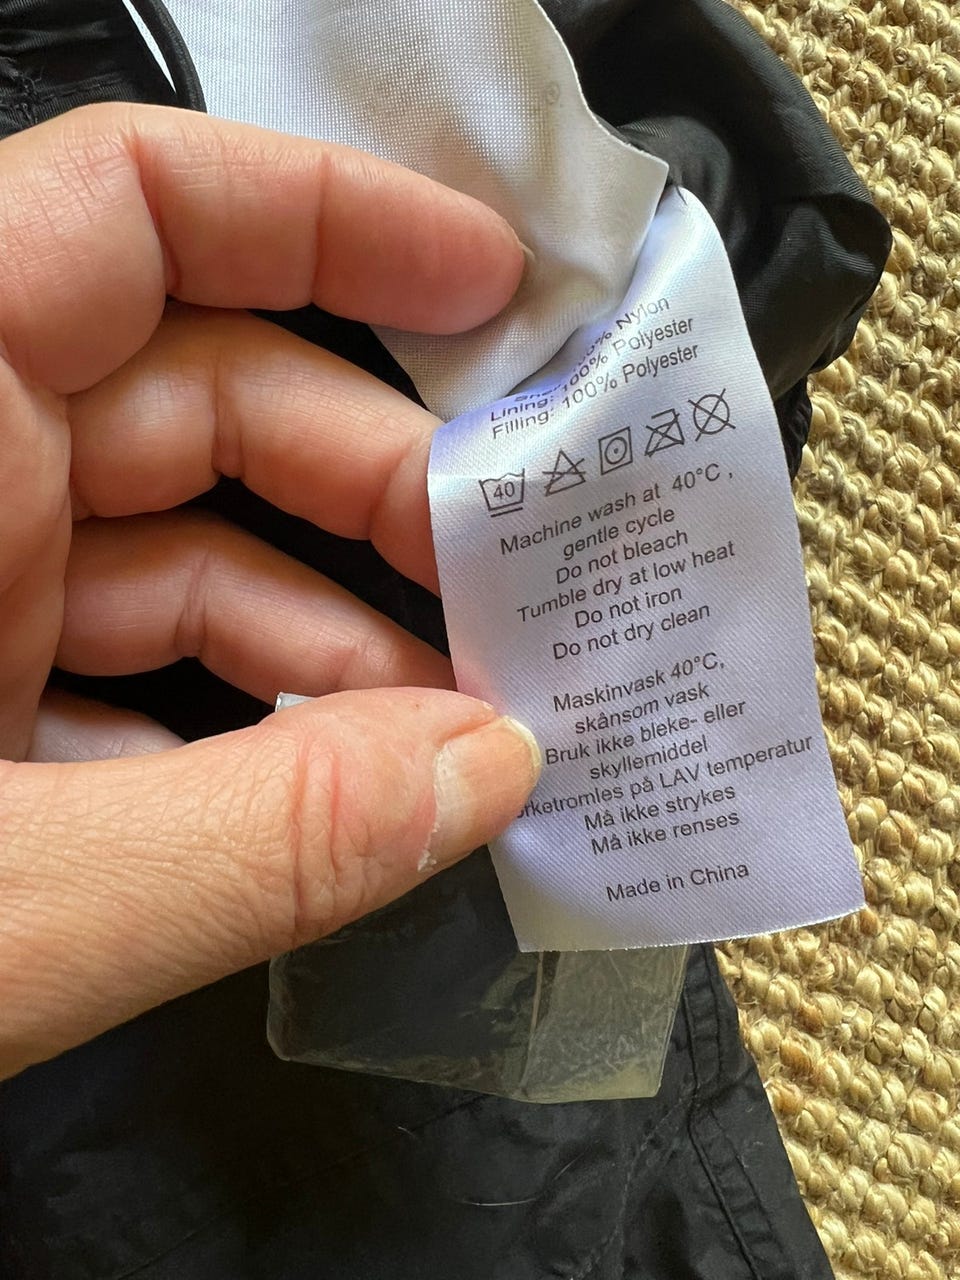 Nylon
Lining: 100% Polyester
Filling: 100% Polyester
40
Machine wash at 40°C ,
gentle cycle
Do not bleach
Tumble dry at low heat
Do not iron
Do not dry clean
Maskinvask 40°C,
skånsom vask
Bruk ikke bleke- eller
skyllemiddel
på LAV temperatur
Må ikke strykes
Må ikke renses
Made in China